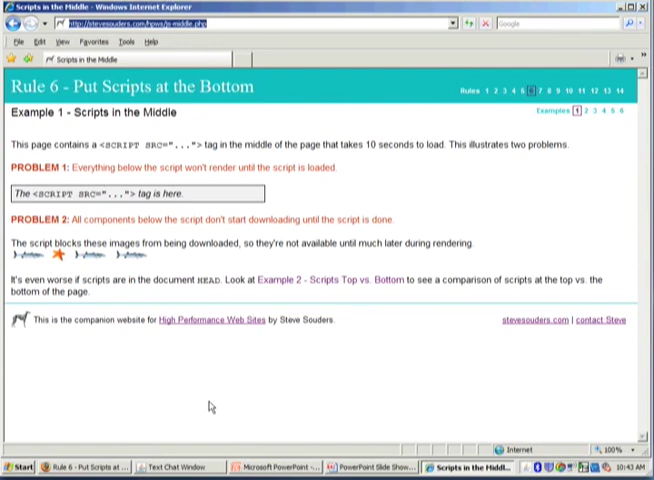 Scripts in the Middle - Windows Internet Explorer
http://stevesouders.com/hpws/js-middle.php
Google
File Edit View Favorites Tools Help
Scripts in the Middle
Rule 6 - Put Scripts at the Bottom
Rules 1 2 3 4 5 6 7 8 9 10 11 12 13 14
Example 1 - Scripts in the Middle
Examples 1 2 3 4 5 6
This page contains a <SCRIPT SRC="..."> tag in the middle of the page that takes 10 seconds to load. This illustrates two problems.
PROBLEM 1: Everything below the script won't render until the script is loaded.
The <SCRIPT SRC="..."> tag is here.
PROBLEM 2: All components below the script don't start downloading until the script is done.
The script blocks these images from being downloaded, so they're not available until much later during rendering.
It's even worse if scripts are in the document HEAD. Look at Example 2 - Scripts Top vs. Bottom to see a comparison of scripts at the top vs. the
bottom of the page.
This is the companion website for High Performance Web Sites by Steve Souders.
stevesouders.com | contact Steve
Internet
100%
Start
Rule 6 - Put Scripts at ...
Text Chat Window
Microsoft PowerPoint -...
PowerPoint Slide Show...
Scripts in the Middl...
10:43 AM